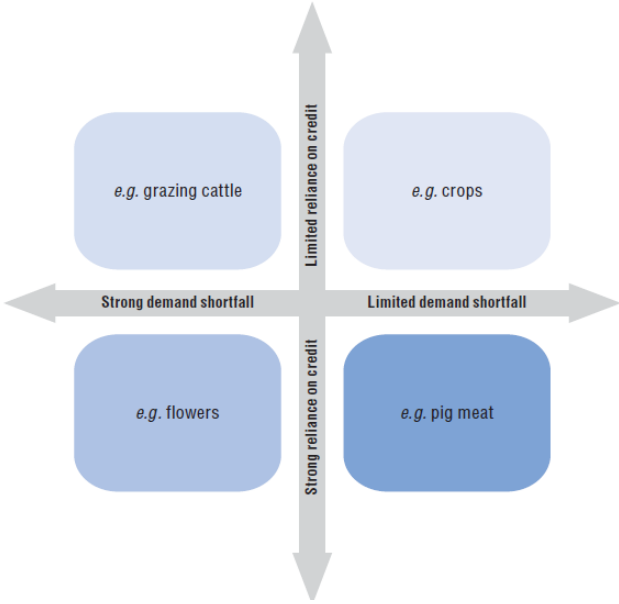 Limited reliance on credit
e.g. grazing cattle
e.g. crops
Strong demand shortfall
Limited demand shortfall
Strong reliance on credit
e.g. flowers
e.g. pig meat